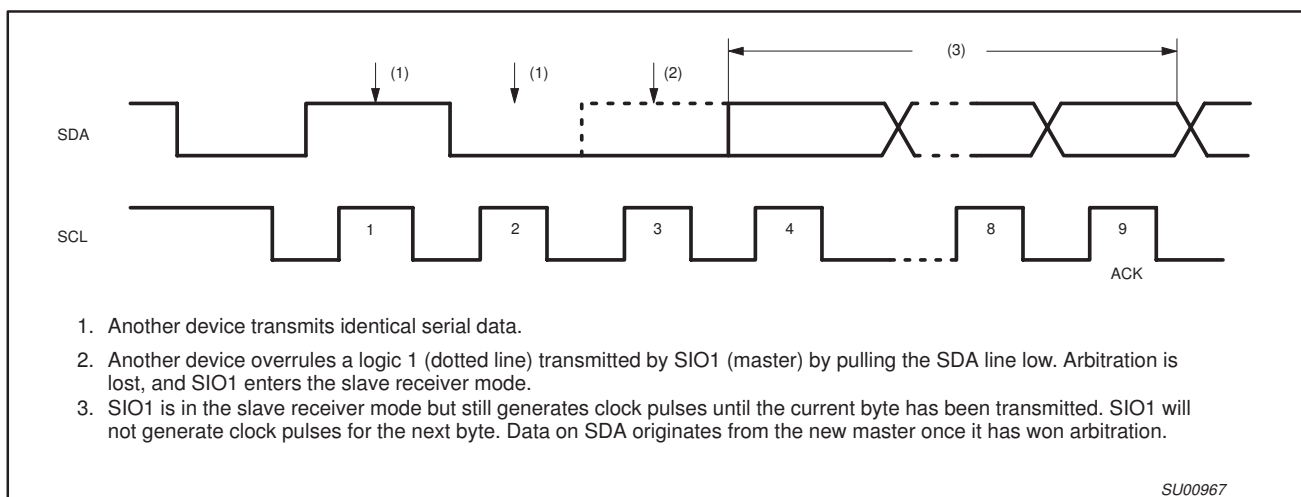 (3)
(1) (1) (2)
SDA
SCL
1 2 3 4 8 9
ACK
1. Another device transmits identical serial data.
2. Another device overrules a logic 1 (dotted line) transmitted by SIO1 (master) by pulling the SDA line low. Arbitration is
lost, and SIO1 enters the slave receiver mode.
3. SIO1 is in the slave receiver mode but still generates clock pulses until the current byte has been transmitted. SIO1 will
not generate clock pulses for the next byte. Data on SDA originates from the new master once it has won arbitration.
SU00967